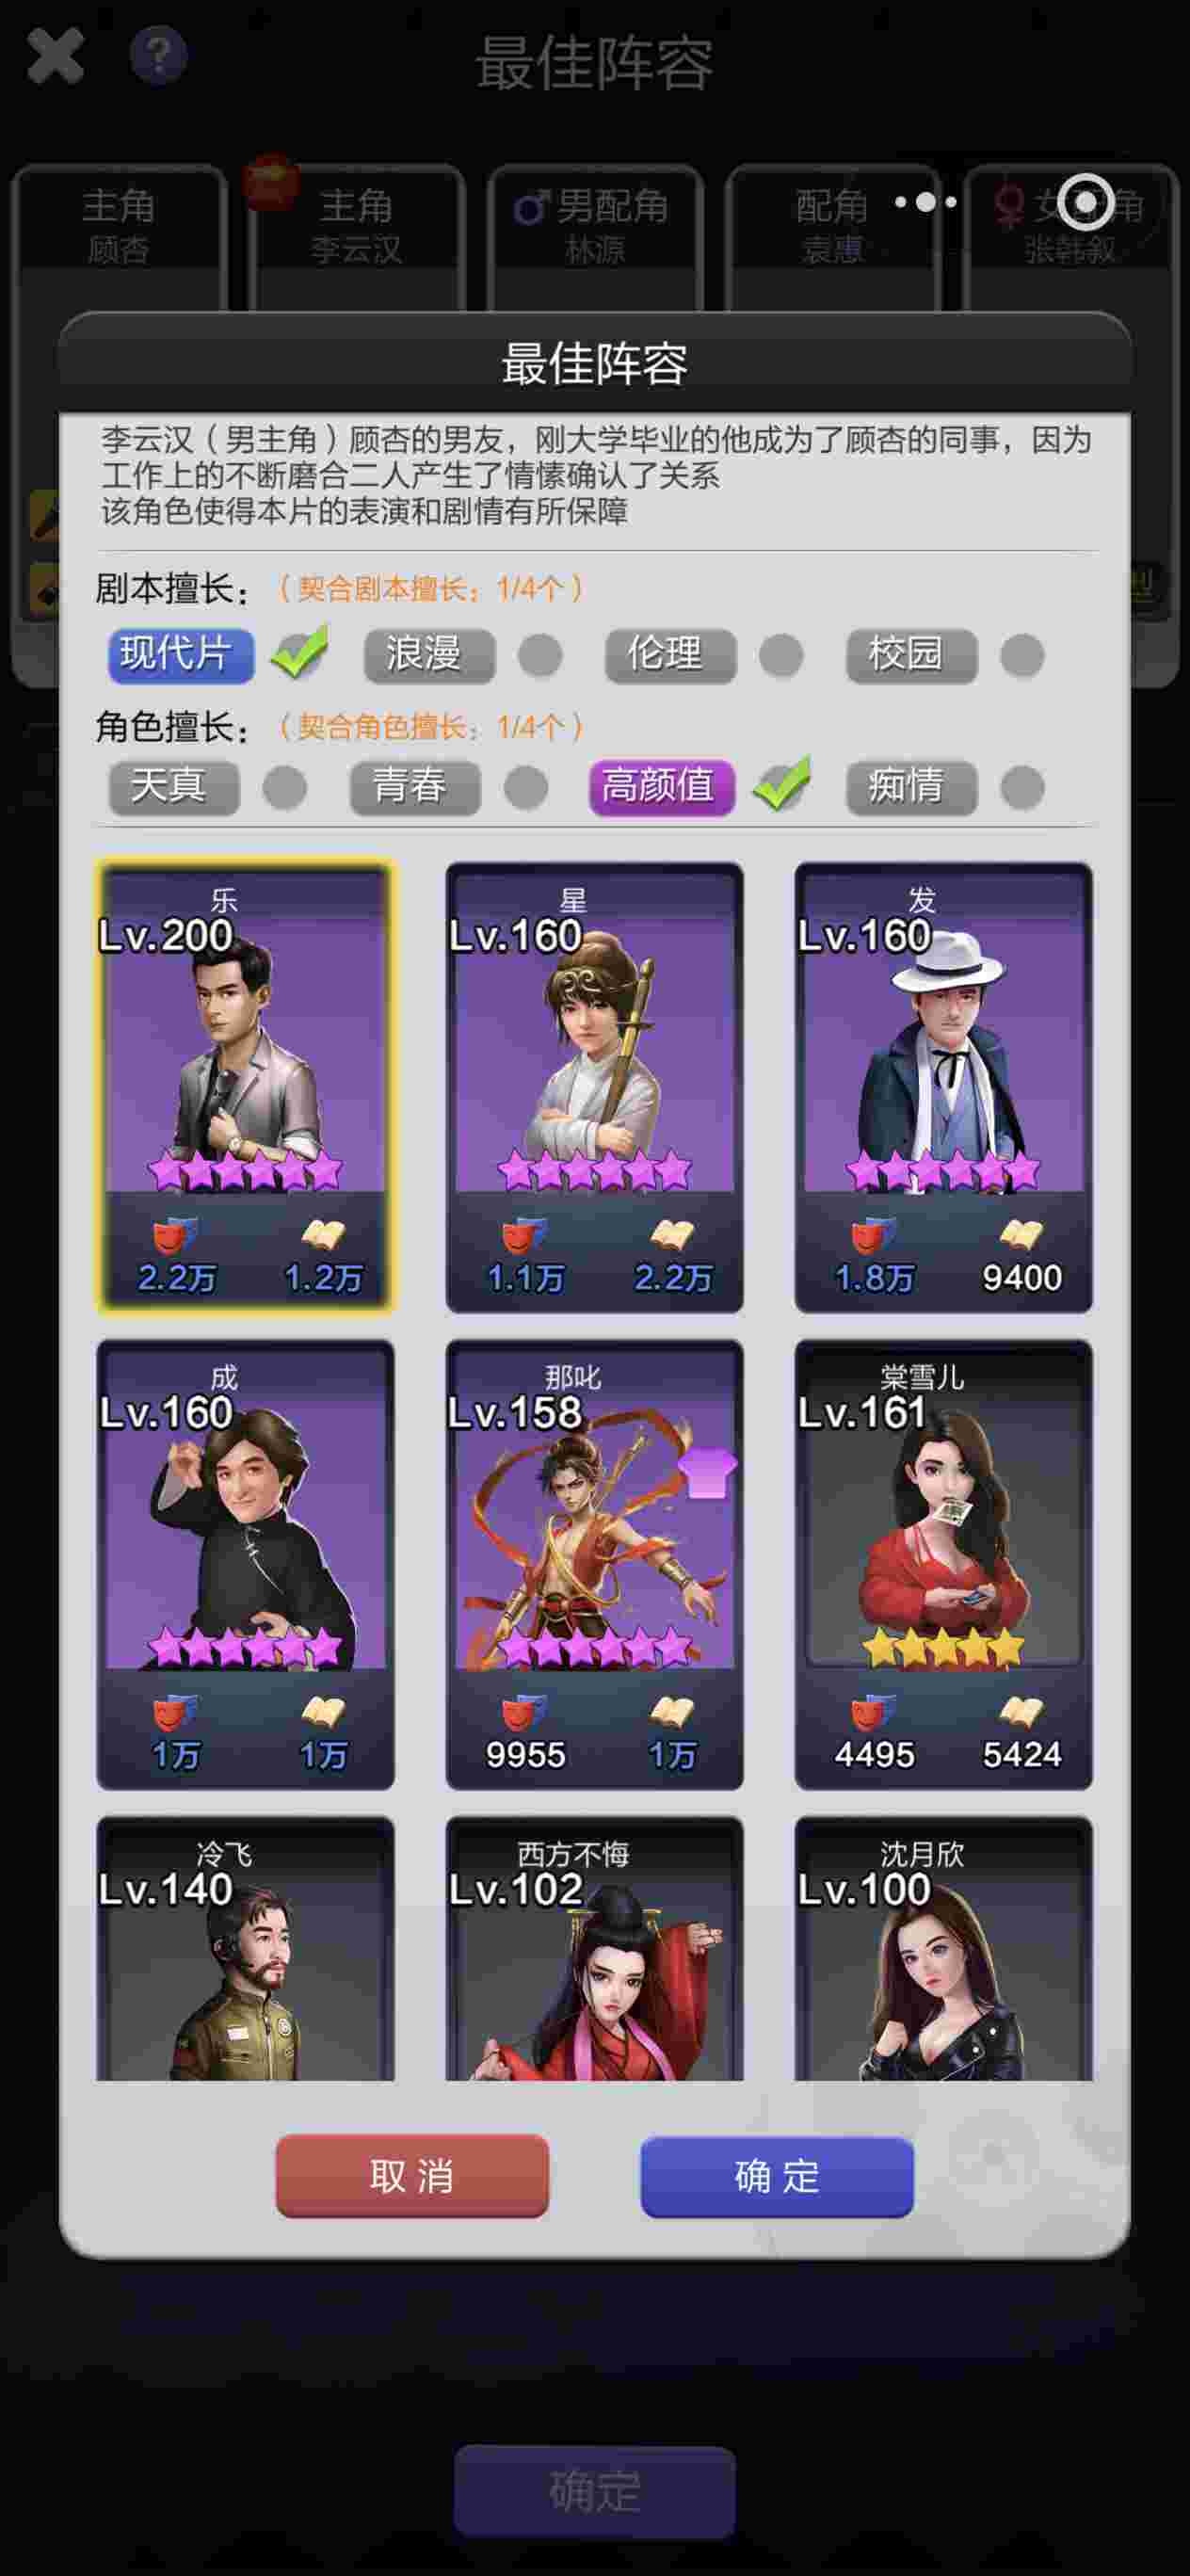 ?
最佳阵容
主角
主角
男配角
配角
女配角
顾杏
李云汉
林源
袁惠
张韩叙
最佳阵容
李云汉（男主角）顾杏的男友，刚大学毕业的他成为了顾杏的同事，因为
工作上的不断磨合二人产生了情愫确认了关系
该角色使得本片的表演和剧情有所保障
剧本擅长：（契合剧本擅长：1/4个）
现代片
浪漫
伦理
校园
角色擅长：（契合角色擅长：1/4个）
天真
青春
高颜值
痴情
型
乐
星
发
Lv.200
Lv.160
Lv.160
2.2万
1.2万
1.1万
2.2万
1.8万
9400
成
那叱
棠雪儿
Lv.160
Lv.158
Lv.161
1万
1万
9955
1万
4495
5424
冷飞
西方不悔
沈月欣
Lv.140
Lv.102
Lv.100
取消
确定
确定